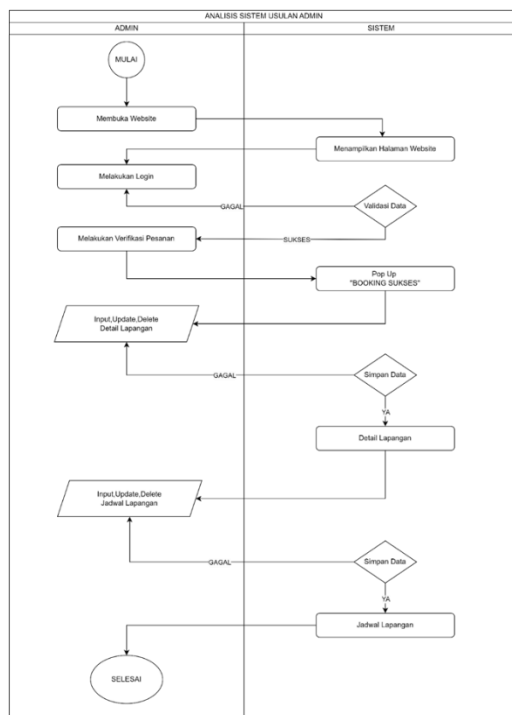 ANALISIS SISTEM USULAN ADMIN
ADMIN
SISTEM
MULAI
Membuka Website
Menampilkan Halaman Website
Melakukan Login
GAGAL
Validasi Data
Melakukan Verifikasi Pesanan
SUKSES
Pop Up
"BOOKING SUKSES"
Input,Update,Delete
Detail Lapangan
GAGAL
Simpan Data
YA
Detail Lapangan
Input,Update,Delete
Jadwal Lapangan
GAGAL
Simpan Data
YA
Jadwal Lapangan
SELESAI